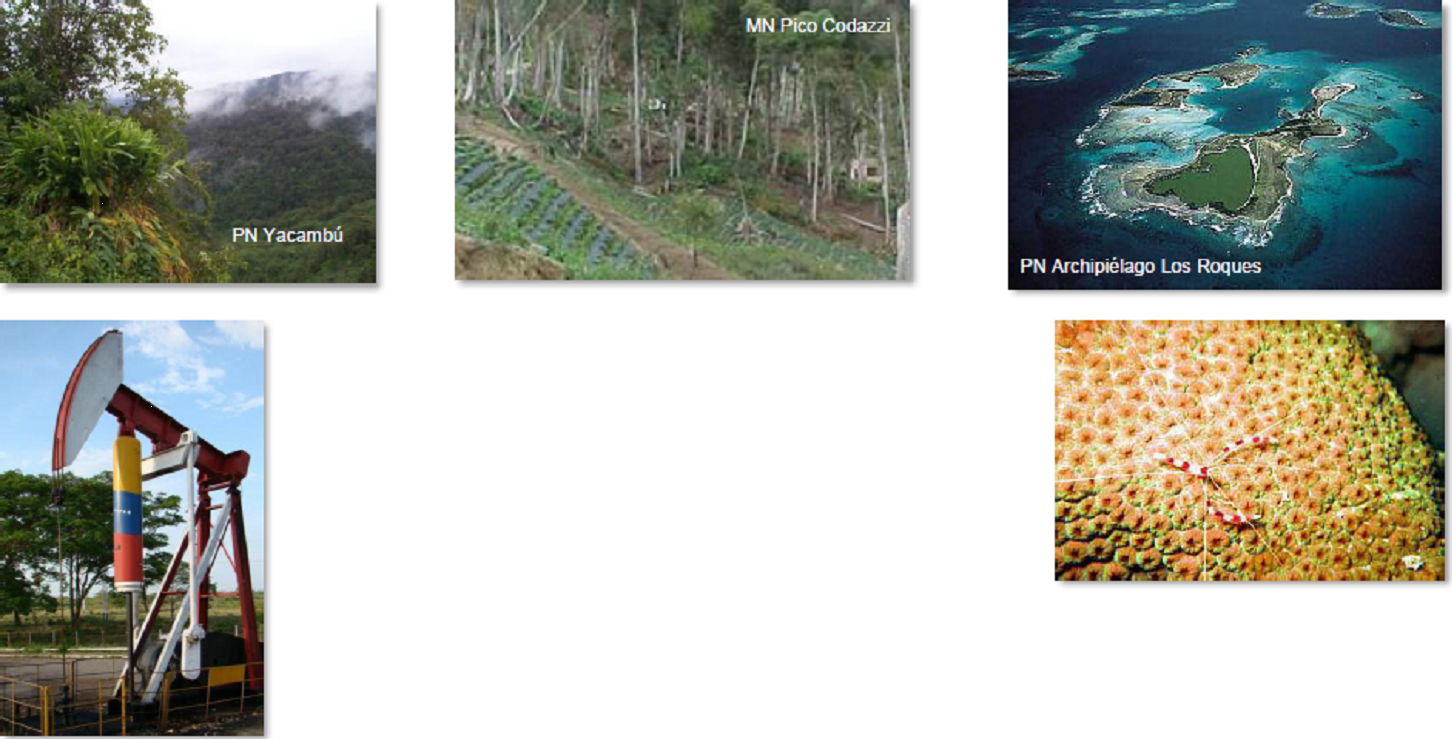 MN Pico Codazzi
PN Yacambú
PN Archipiélago Los Roques